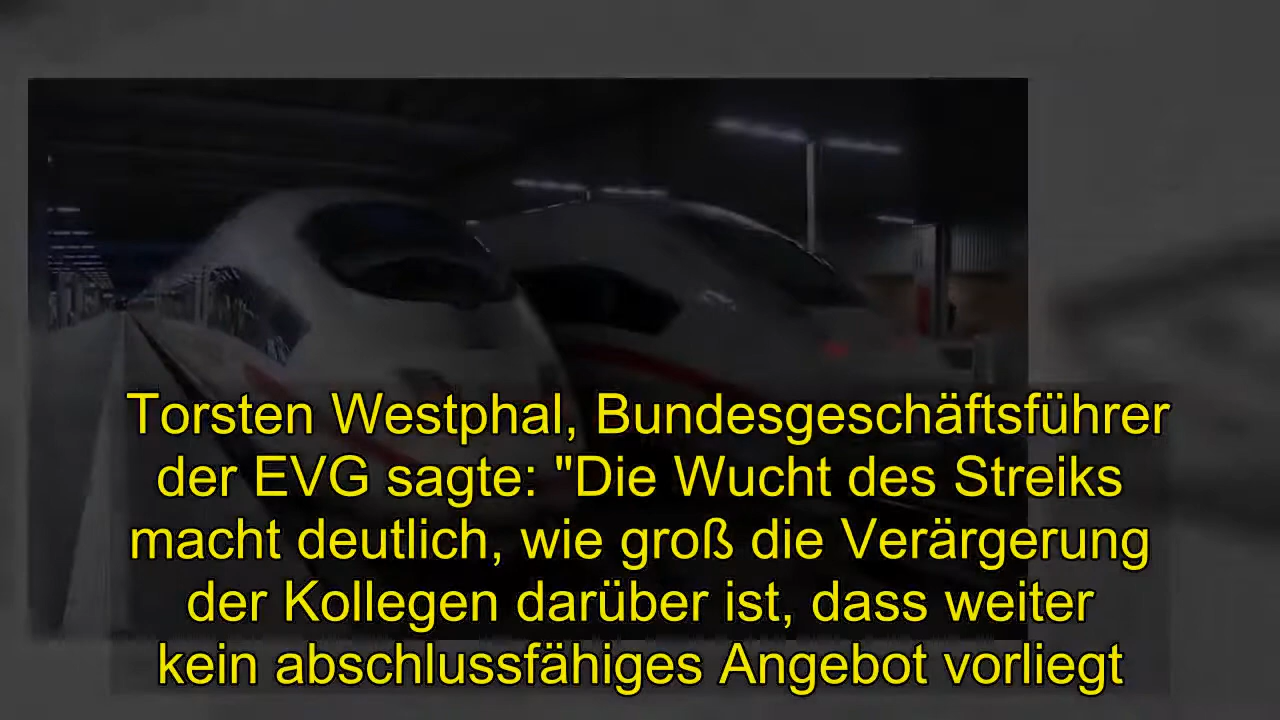 Torsten Westphal, Bundesgeschäftsführer
der EVG sagte: "Die Wucht des Streiks
macht deutlich, wie groß die Verärgerung
der Kollegen darüber ist, dass weiter
kein abschlussfähiges Angebot vorliegt